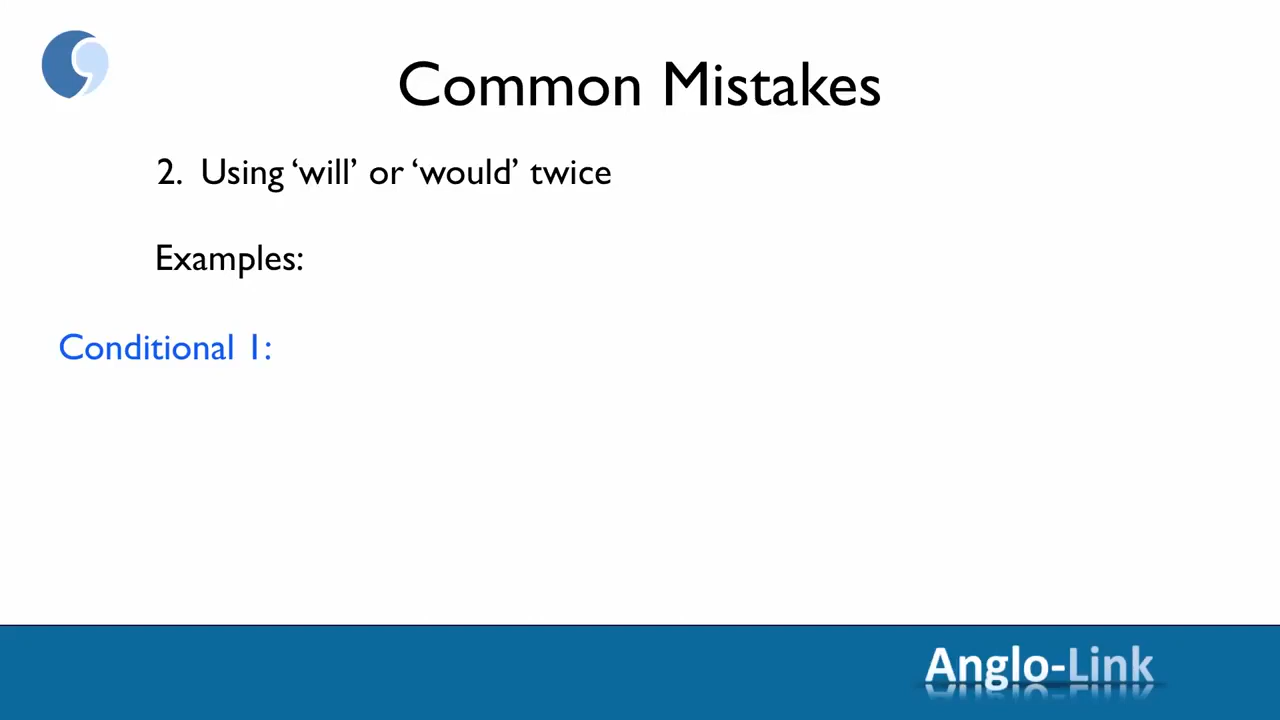 Common Mistakes
2. Using ‘will’ or ‘would’ twice
Examples:
Conditional 1:
Anglo-Link